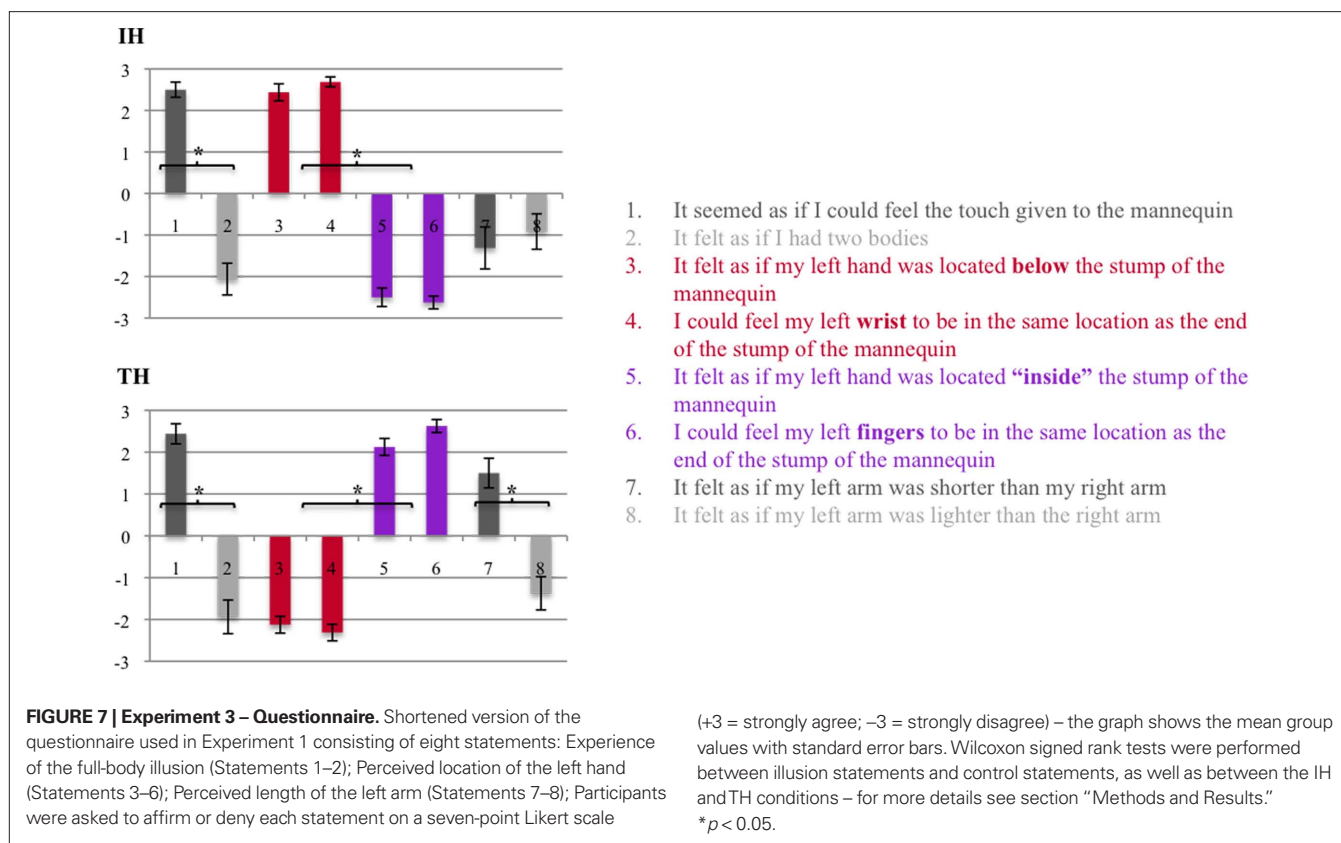 IH
3
2
1
0
-1
-2
-3
*
*
1
2
3
4
5
6
7
8
TH
3
2
1
0
-1
-2
-3
*
*
*
1
2
3
4
5
6
7
8
1. It seemed as if I could feel the touch given to the mannequin
2. It felt as if I had two bodies
3. It felt as if my left hand was located below the stump of the
mannequin
4. I could feel my left wrist to be in the same location as the end
of the stump of the mannequin
5. It felt as if my left hand was located “inside” the stump of the
mannequin
6. I could feel my left fingers to be in the same location as the
end of the stump of the mannequin
7. It felt as if my left arm was shorter than my right arm
8. It felt as if my left arm was lighter than the right arm
FIGURE 7 | Experiment 3 – Questionnaire. Shortened version of the
questionnaire used in Experiment 1 consisting of eight statements: Experience
of the full-body illusion (Statements 1–2); Perceived location of the left hand
(Statements 3–6); Perceived length of the left arm (Statements 7–8); Participants
were asked to affirm or deny each statement on a seven-point Likert scale
(+3 = strongly agree; –3 = strongly disagree) – the graph shows the mean group
values with standard error bars. Wilcoxon signed rank tests were performed
between illusion statements and control statements, as well as between the IH
and TH conditions – for more details see section “Methods and Results.”
*p < 0.05.